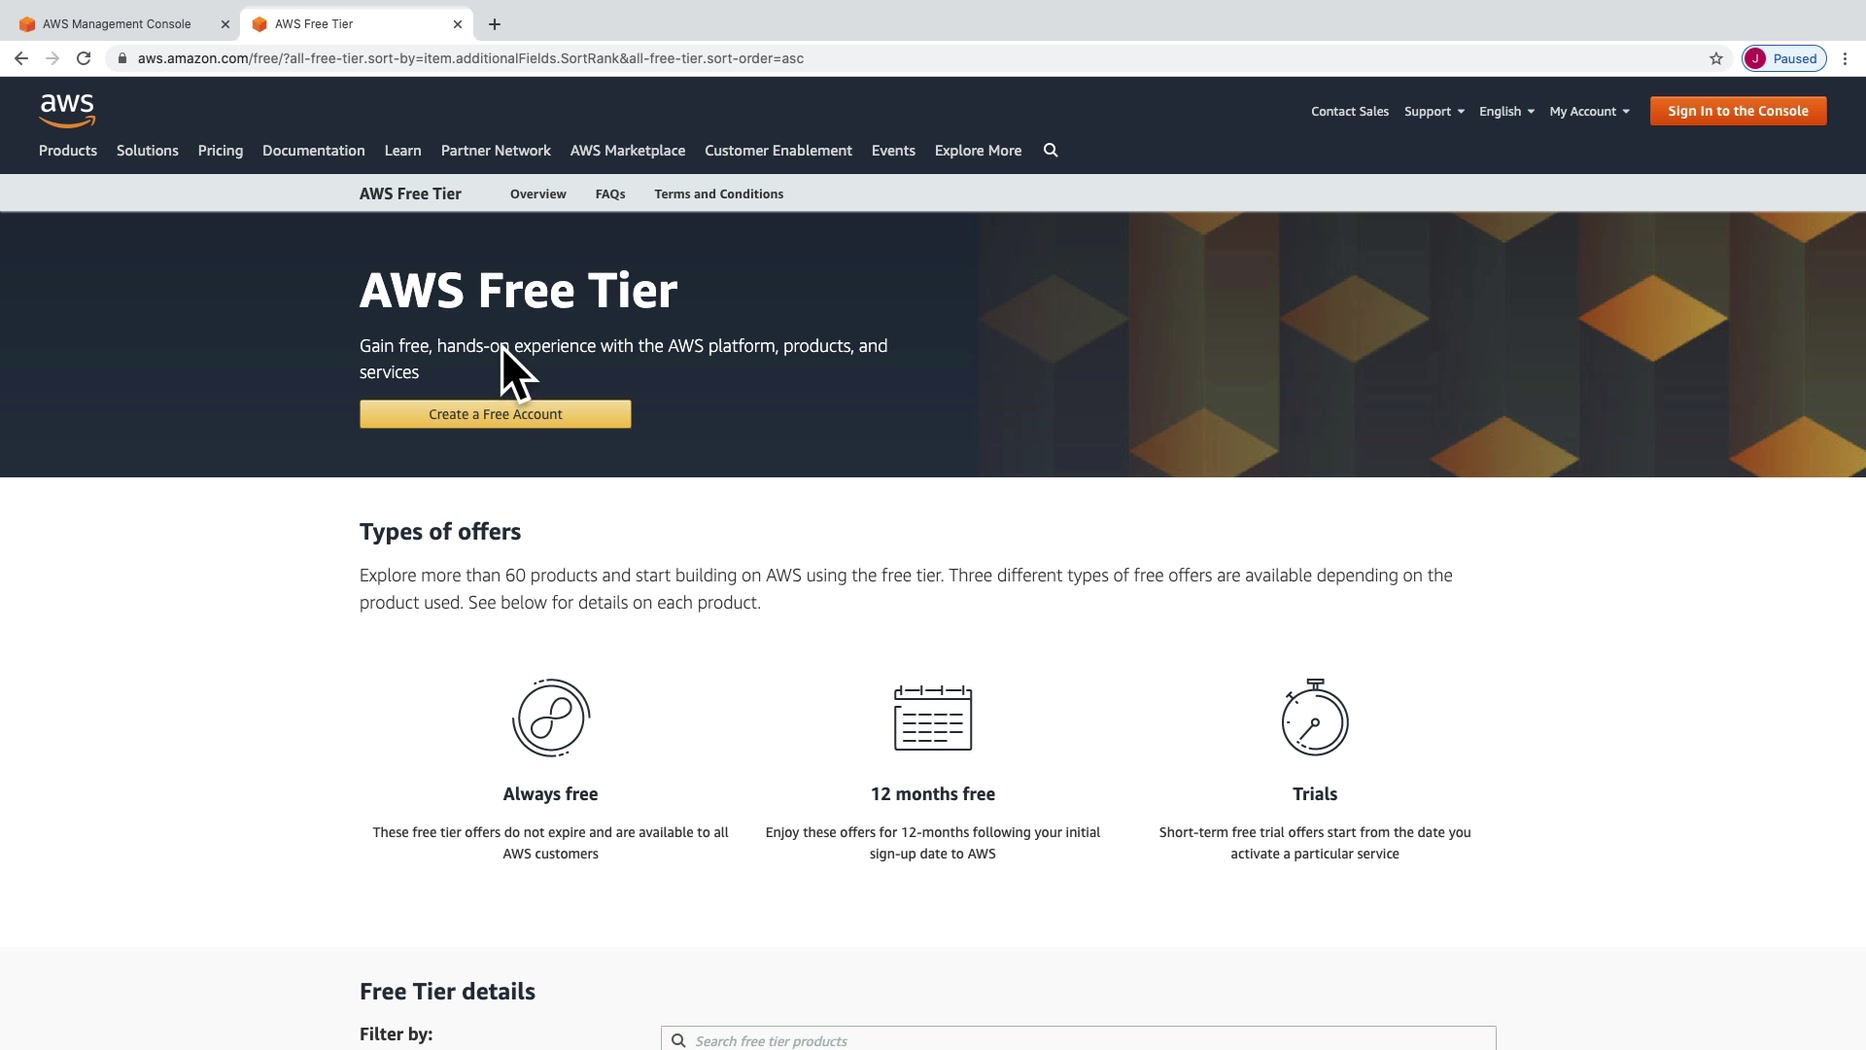 AWS Management Console
AWS Free Tier
aws.amazon.com/free/?all-free-tier.sort-by=item.additionalFields.SortRank&all-free-tier.sort-order=asc
J Paused
aws
Contact Sales Support English My Account Sign In to the Console
Products Solutions Pricing Documentation Learn Partner Network AWS Marketplace Customer Enablement Events Explore More
AWS Free Tier Overview FAQs Terms and Conditions
AWS Free Tier
Gain free, hands-on experience with the AWS platform, products, and
services
Create a Free Account
Types of offers
Explore more than 60 products and start building on AWS using the free tier. Three different types of free offers are available depending on the
product used. See below for details on each product.
Always free
These free tier offers do not expire and are available to all
AWS customers
12 months free
Enjoy these offers for 12-months following your initial
sign-up date to AWS
Trials
Short-term free trial offers start from the date you
activate a particular service
Free Tier details
Filter by:
Search free tier products